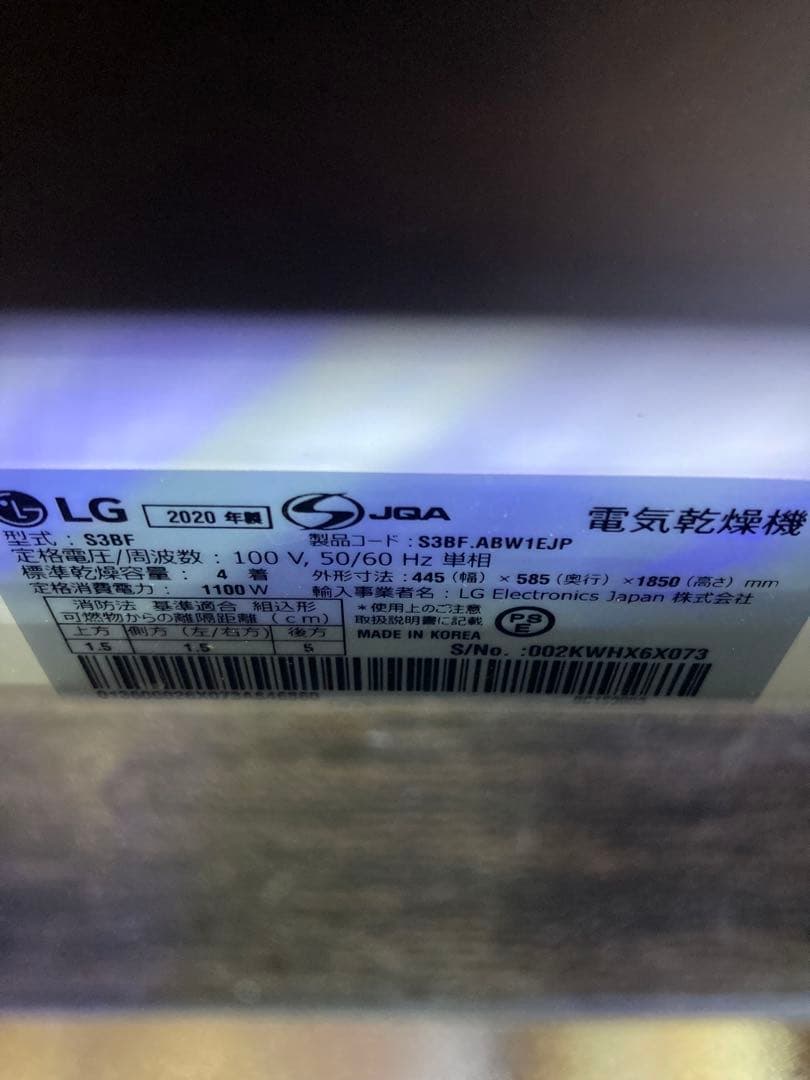 LG 2020 年製 JQA 電気乾燥機
型式 : S3BF 製品コード : S3BF.ABW1EJP
定格電圧/周波数 : 100 V, 50/60 Hz 単相
標準乾燥容量 : 4 着 外形寸法 : 445 (幅) × 585 (奥行) ×1850 (高さ) mm
定格消費電力 : 1100 W 輸入事業者名 : LG Electronics Japan 株式会社
消防法 基準適合 組込形
可燃物からの離隔距離 (cm)
上方 側方 (左/右方) 後方
1.5 1.5 5
*使用上のご注意
取扱説明書に記載
PSE
MADE IN KOREA
S/No. :002KWHX6X073